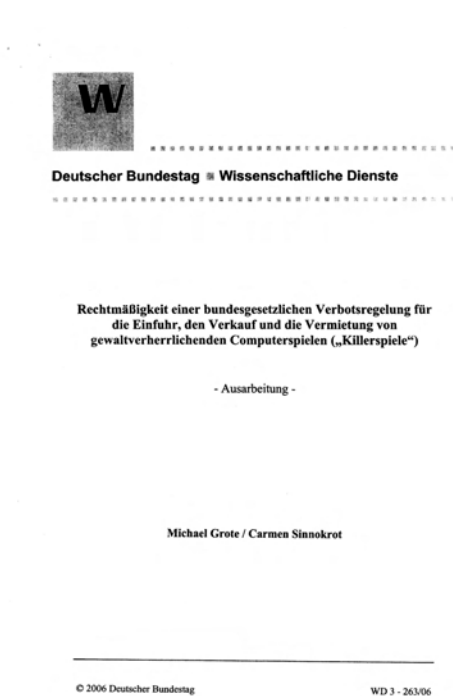 W
Deutscher Bundestag ■ Wissenschaftliche Dienste
Rechtmäßigkeit einer bundesgesetzlichen Verbotsregelung für
die Einfuhr, den Verkauf und die Vermietung von
gewaltverherrlichenden Computerspielen („Killerspiele“)
- Ausarbeitung -
Michael Grote / Carmen Sinnokrot
© 2006 Deutscher Bundestag WD 3 - 263/06